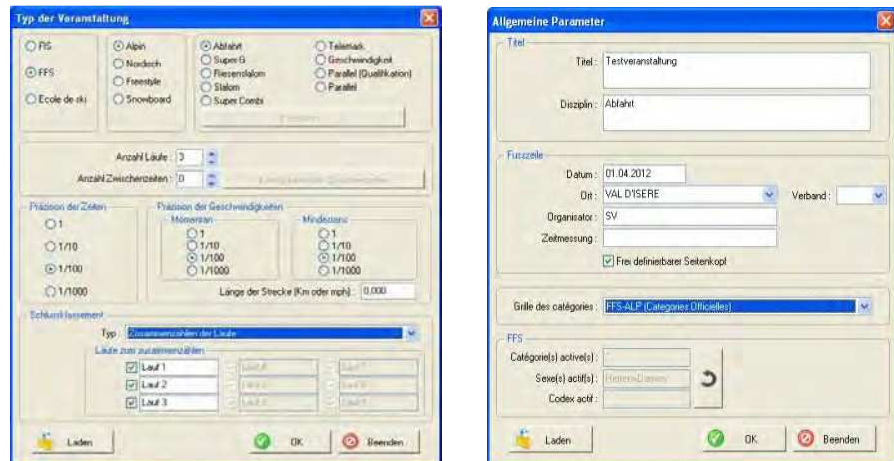 Typ der Veranstaltung
FIS
FFS
Ecole de ski
Alpin
Nordisch
Freestyle
Snowboard
Abfahrt
Super G
Riesenslalom
Slalom
Super Combi
Telemark
Geschwindigkeit
Parallel (Qualifikation)
Parallel
Anzahl Läufe : 3
Anzahl Zwischenzeiten : 0
Präzision der Zeiten
1
1/10
1/100
1/1000
Präzision der Geschwindigkeiten
Momentan
1
1/10
1/100
1/1000
Mindestens
1
1/10
1/100
1/1000
Länge der Strecke (Km oder mph) : 0.000
Schlussklassement
Typ : Zusammenzählen der Läufe
Läufe zum zusammenzählen
Lauf 1
Lauf 2
Lauf 3
Laden
OK
Beenden
Allgemeine Parameter
Titel
Titel : Testveranstaltung
Disziplin : Abfahrt
Fusszeile
Datum : 01.04.2012
Ort : VAL D'ISERE
Verband :
Organisator : SV
Zeitmessung :
Frei definierbarer Seitenkopf
Grille des catégories : FFS-ALP (Categories Officielles)
FFS
Catégorie(s) active(s) :
Sexe(s) actif(s) : Herren-Damen
Codex actif :
Laden
OK
Beenden